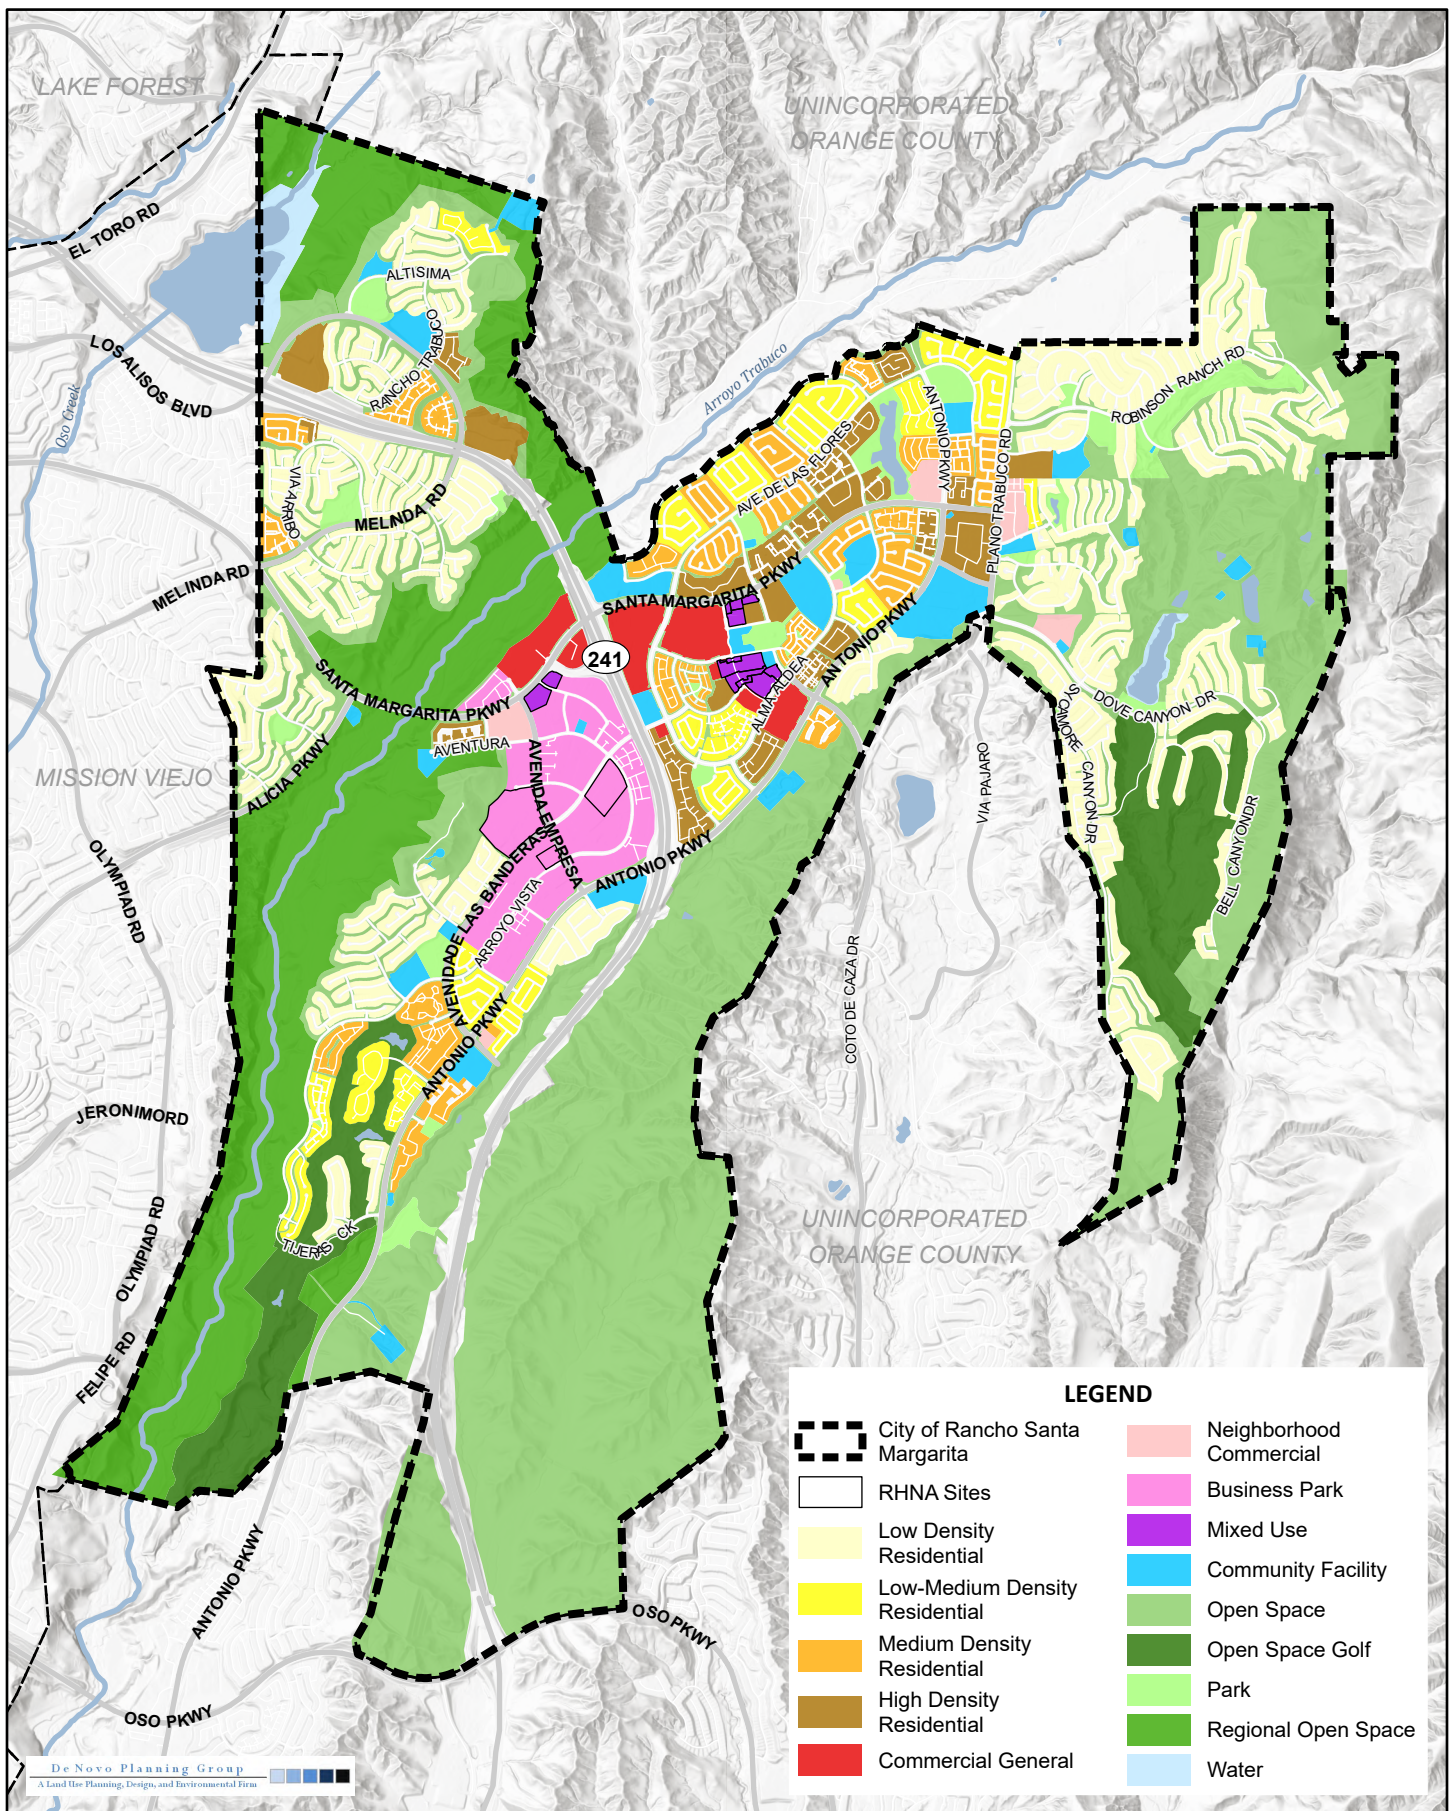 LAKE FOREST
UNINCORPORATED
ORANGE COUNTY
EL TORO RD
ALTISIMA
LOS ALISOS BLVD
RANCHO TRABUCO
Oso Creek
Arroyo Trabuco
ROBINSON RANCH RD
ANTONIO PKWY
AVE DE LAS FLORES
PLANO TRABUCO RD
VIA ARRIBO
MELINDA RD
MELINDA RD
SANTA MARGARITA PKWY
ANTONIO PKWY
241
SANTA MARGARITA PKWY
ALMA ALDEA
DOVE CANYON DR
SYCAMORE CANYON DR
AVENTURA
AVENIDA EMPRESA
MISSION VIEJO
ALICIA PKWY
VIA PAJARO
BELL CANYON DR
OLYMPIAD RD
ANTONIO PKWY
AVENIDA DE LAS BANDERAS
ARROYO VISTA
COTO DE CAZA DR
ANTONIO PKWY
JERONIMO RD
UNINCORPORATED
ORANGE COUNTY
TIJERAS CK
OLYMPIAD RD
FELIPE RD
ANTONIO PKWY
OSO PKWY
OSO PKWY
LEGEND
City of Rancho Santa
Margarita
RHNA Sites
Low Density
Residential
Low-Medium Density
Residential
Medium Density
Residential
High Density
Residential
Commercial General
Neighborhood
Commercial
Business Park
Mixed Use
Community Facility
Open Space
Open Space Golf
Park
Regional Open Space
Water
De Novo Planning Group
A Land Use Planning, Design, and Environmental Firm